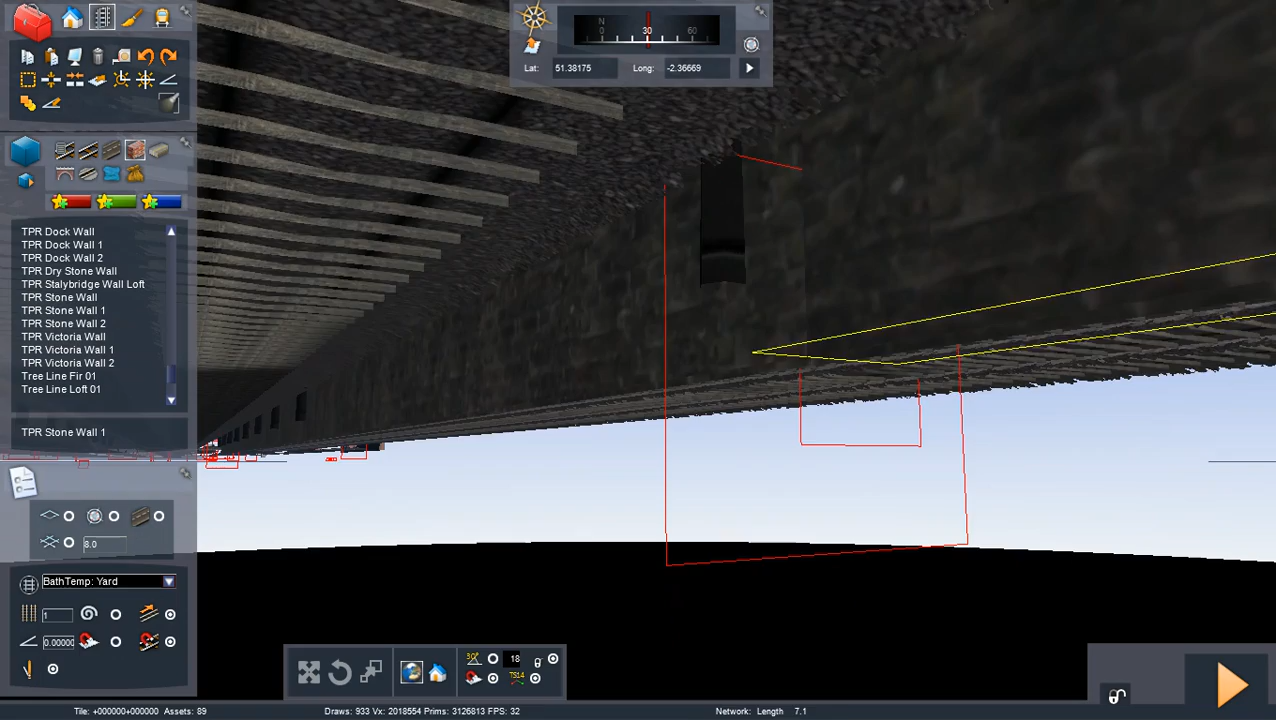 N
0 30 60
Lat: 51.38175 Long: -2.36669
TPR Dock Wall
TPR Dock Wall 1
TPR Dock Wall 2
TPR Dry Stone Wall
TPR Stalybridge Wall Loft
TPR Stone Wall
TPR Stone Wall 1
TPR Stone Wall 2
TPR Victoria Wall
TPR Victoria Wall 1
TPR Victoria Wall 2
Tree Line Fir 01
Tree Line Loft 01
TPR Stone Wall 1
8.0
BathTemp: Yard
1
0.00000
30° 18
TS14
Tile: +000000+000000 Assets: 89 Draws: 933 Vx: 2018554 Prims: 3126813 FPS: 32 Network: Length 7.1